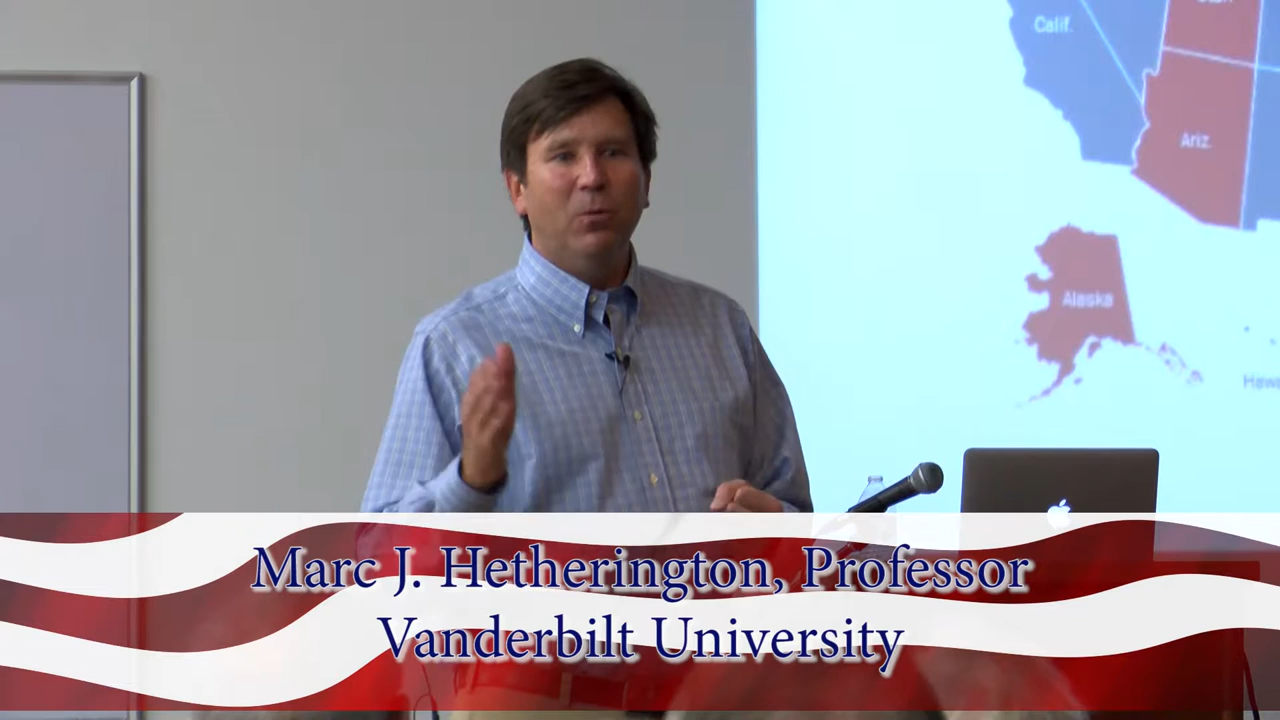 Calif.
Ariz.
Alaska
Marc J. Hetherington, Professor
Vanderbilt University